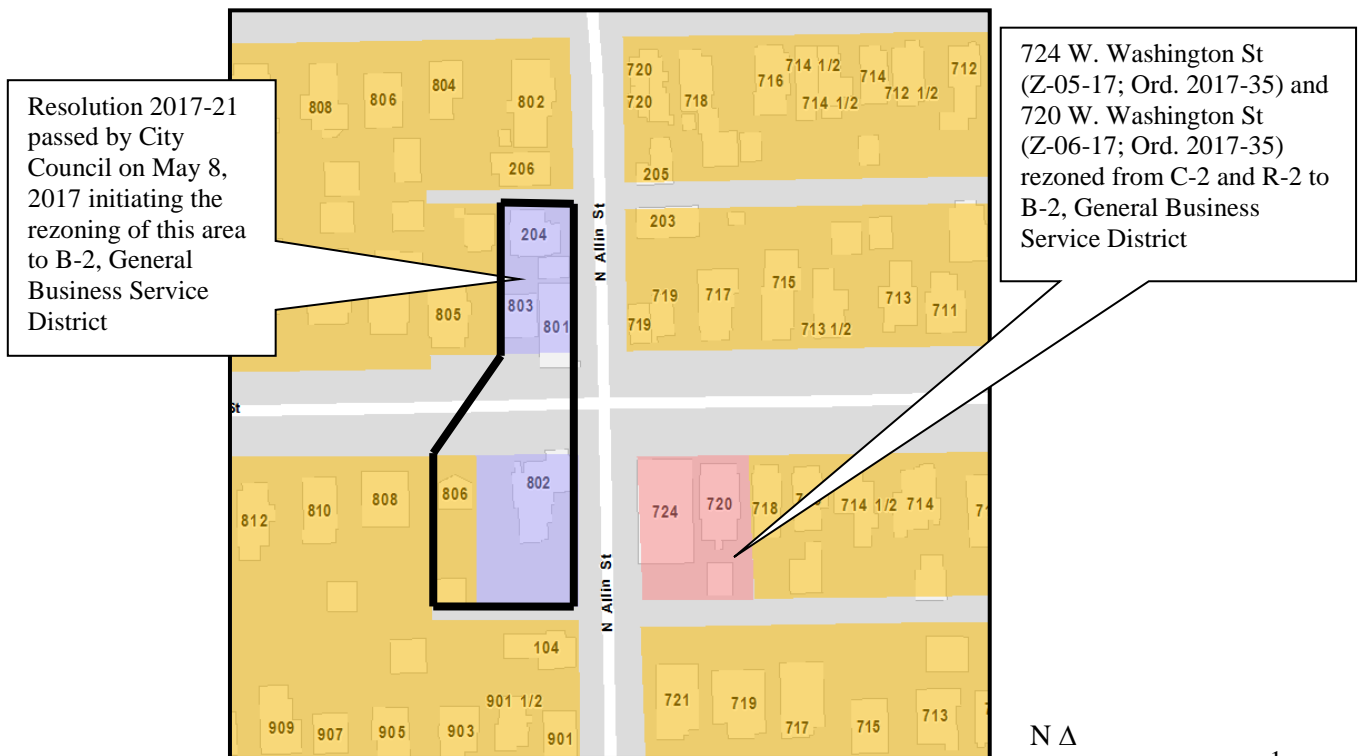 Resolution 2017-21
passed by City
Council on May 8,
2017 initiating the
rezoning of this area
to B-2, General
Business Service
District
724 W. Washington St
(Z-05-17; Ord. 2017-35) and
720 W. Washington St
(Z-06-17; Ord. 2017-35)
rezoned from C-2 and R-2 to
B-2, General Business
Service District
808 806 804 802
206
720 720 718 716 714 1/2 714 1/2 714 712 1/2 712
205
204
803 801
805
N Allin St
203
719 719 717 715 713 1/2 713 711
St
812 810 808 806 802
724 720 718 714 1/2 714
N Allin St
104
901 1/2
909 907 905 903 901
721 719 717 715 713
N Δ
1